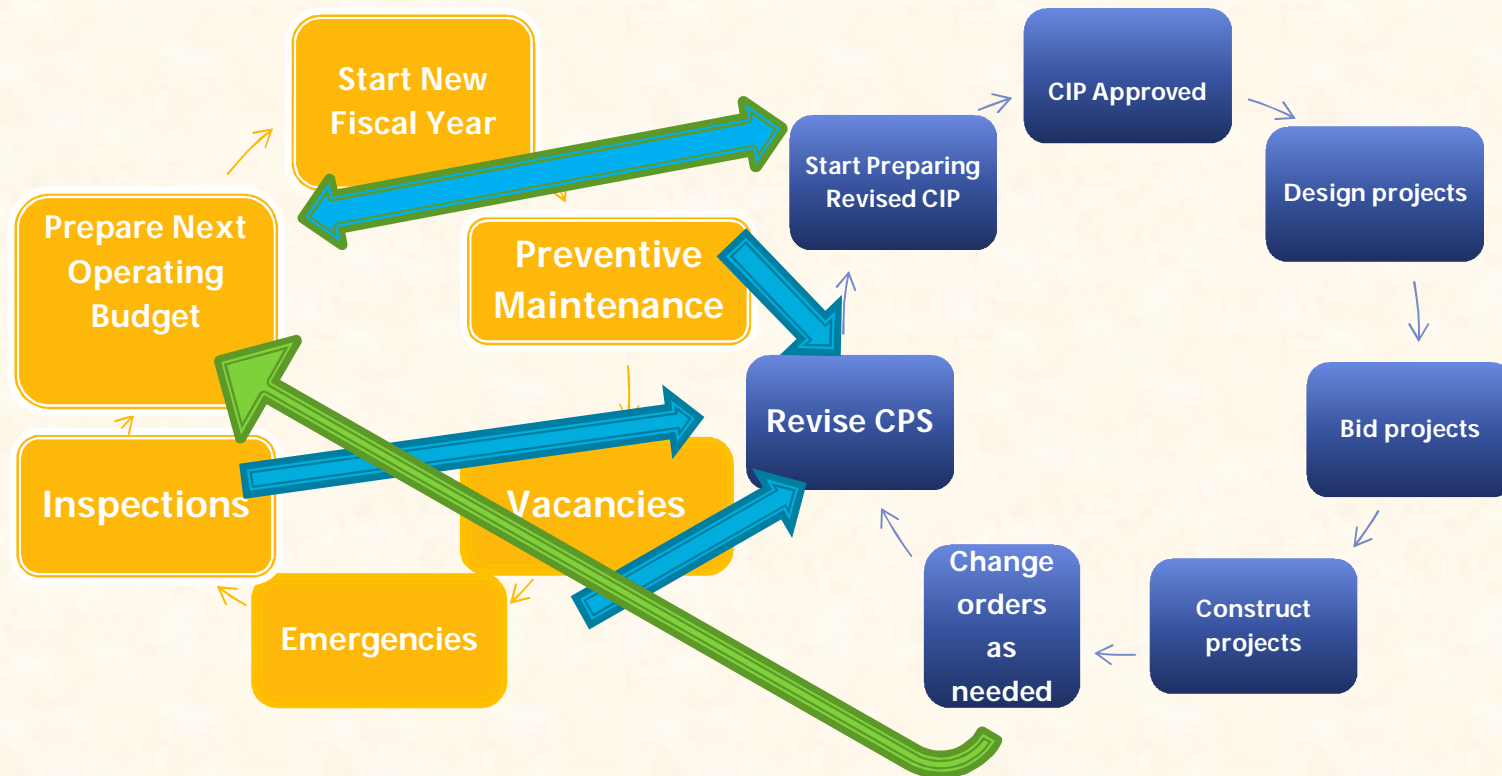 Start New
Fiscal Year
Preventive
Maintenance
Vacancies
Emergencies
Inspections
Prepare Next
Operating
Budget
CIP Approved
Design projects
Bid projects
Construct
projects
Change
orders
as
needed
Revise CPS
Start Preparing
Revised CIP